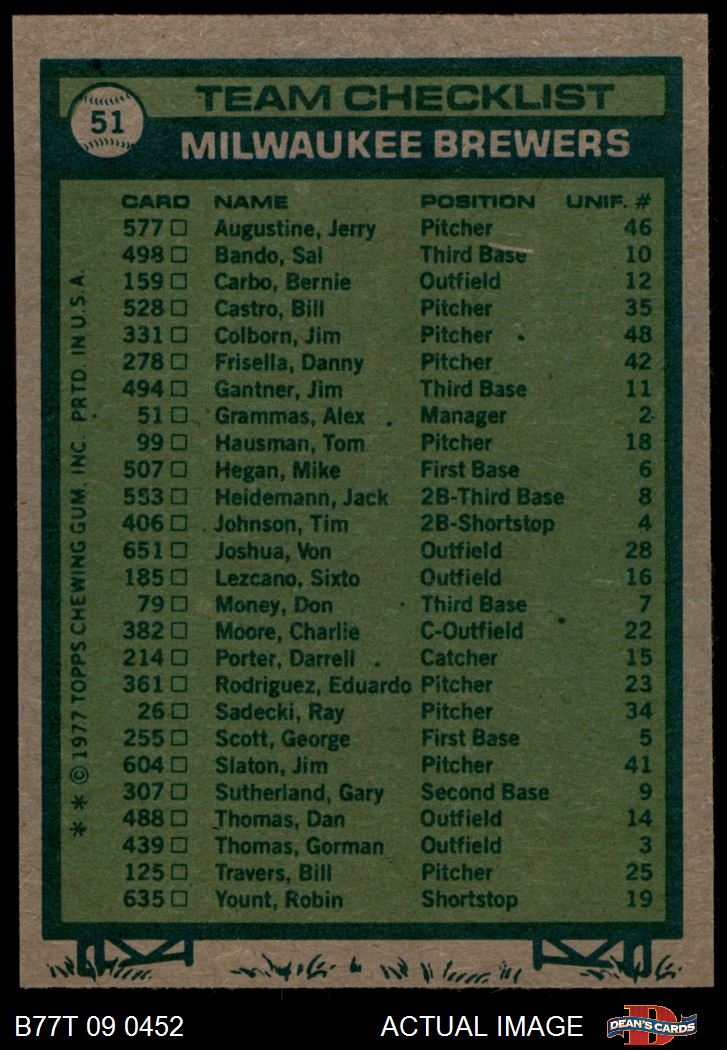 51
TEAM CHECKLIST
MILWAUKEE BREWERS
CARD NAME POSITION UNIF. #
577 □ Augustine, Jerry Pitcher 46
498 □ Bando, Sal Third Base 10
159 □ Carbo, Bernie Outfield 12
528 □ Castro, Bill Pitcher 35
331 □ Colborn, Jim Pitcher 48
278 □ Frisella, Danny Pitcher 42
494 □ Gantner, Jim Third Base 11
51 □ Grammas, Alex Manager 2
99 □ Hausman, Tom Pitcher 18
507 □ Hegan, Mike First Base 6
553 □ Heidemann, Jack 2B-Third Base 8
406 □ Johnson, Tim 2B-Shortstop 4
651 □ Joshua, Von Outfield 28
185 □ Lezcano, Sixto Outfield 16
79 □ Money, Don Third Base 7
382 □ Moore, Charlie C-Outfield 22
214 □ Porter, Darrell Catcher 15
361 □ Rodriguez, Eduardo Pitcher 23
26 □ Sadecki, Ray Pitcher 34
255 □ Scott, George First Base 5
604 □ Slaton, Jim Pitcher 41
307 □ Sutherland, Gary Second Base 9
488 □ Thomas, Dan Outfield 14
439 □ Thomas, Gorman Outfield 3
125 □ Travers, Bill Pitcher 25
635 □ Yount, Robin Shortstop 19
* * © 1977 TOPPS CHEWING GUM, INC. PRTD. IN U.S.A.
B77T 09 0452 ACTUAL IMAGE
D
DEAN'S CARDS